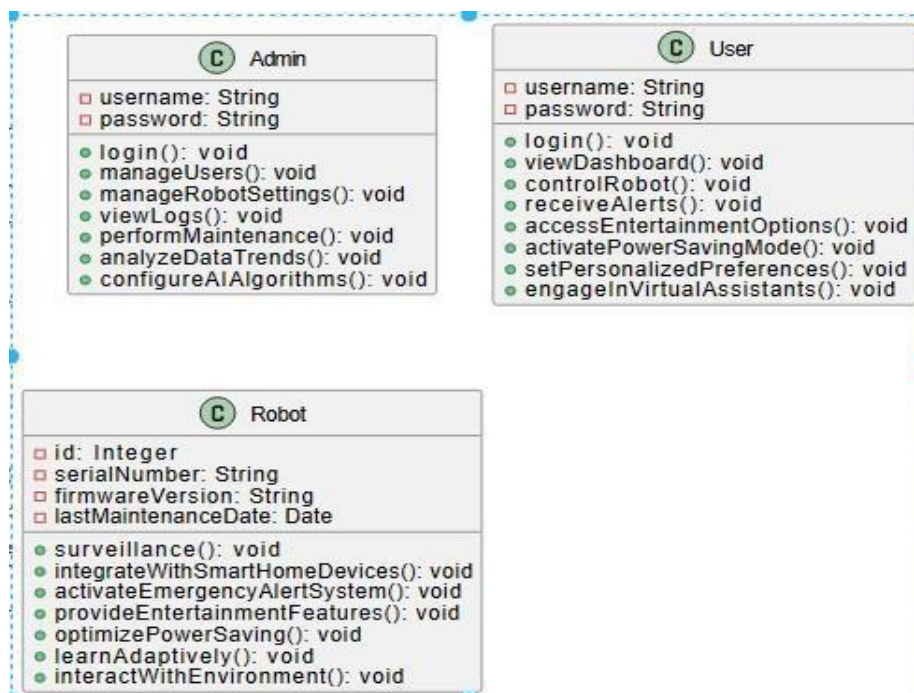 C Admin
username: String
password: String
login(): void
manageUsers(): void
manageRobotSettings(): void
viewLogs(): void
performMaintenance(): void
analyzeDataTrends(): void
configureAIAlgorithms(): void
C User
username: String
password: String
login(): void
viewDashboard(): void
controlRobot(): void
receiveAlerts(): void
accessEntertainmentOptions(): void
activatePowerSavingMode(): void
setPersonalizedPreferences(): void
engageInVirtualAssistants(): void
C Robot
id: Integer
serialNumber: String
firmwareVersion: String
lastMaintenanceDate: Date
surveillance(): void
integrateWithSmartHomeDevices(): void
activateEmergencyAlertSystem(): void
provideEntertainmentFeatures(): void
optimizePowerSaving(): void
learnAdaptively(): void
interactWithEnvironment(): void